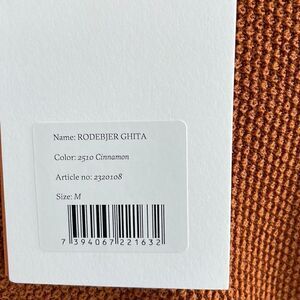 Name: RODEBJER GHITA
Color: 2510 Cinnamon
Article no: 2320108
Size: M
7 394067 221632